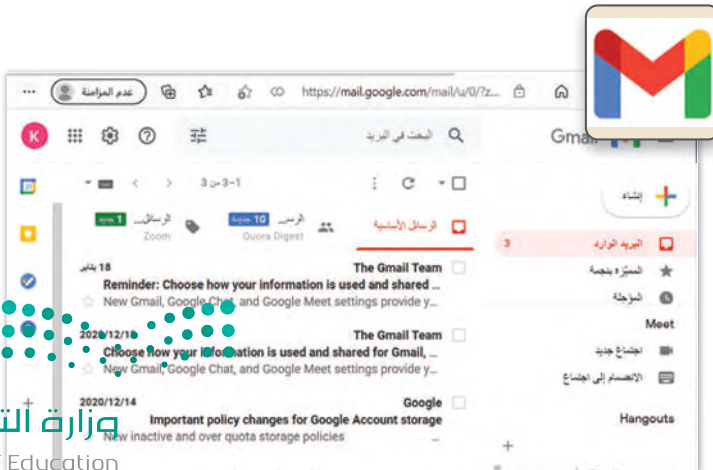 عدم المزامنة
https://mail.google.com/mail/u/0/?z...
Gma
K
البحث في البريد
1–3 من 3
إنشاء
الرسائل الأساسية
10 جديدة
Quora Digest
1 جديدة
Zoom
البريد الوارد
3
المميّزة بنجمة
المؤجلة
Meet
اجتماع جديد
الانضمام إلى اجتماع
Hangouts
The Gmail Team
18 يناير
Reminder: Choose how your information is used and shared ...
New Gmail, Google Chat, and Google Meet settings provide y...
The Gmail Team
2020/12/18
Choose how your information is used and shared for Gmail, ...
New Gmail, Google Chat, and Google Meet settings provide y...
Google
2020/12/14
Important policy changes for Google Account storage
New inactive and over quota storage policies
...
وزارة الت
Education